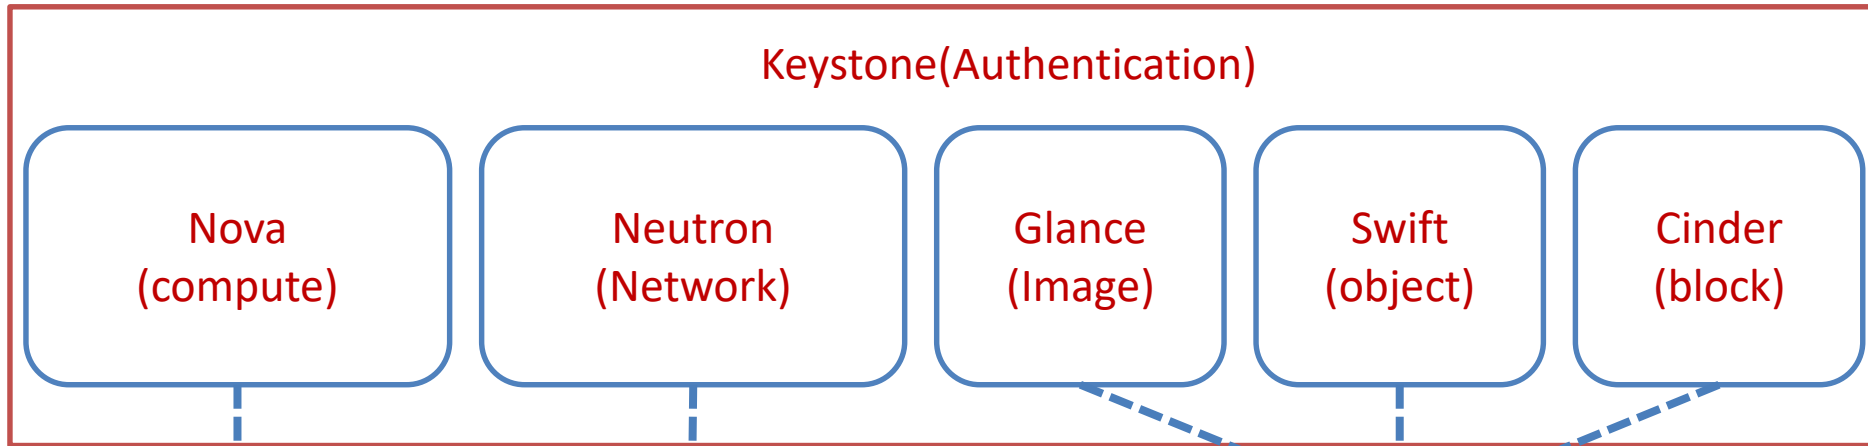 Keystone(Authentication)
Nova
(compute)
Neutron
(Network)
Glance
(Image)
Swift
(object)
Cinder
(block)